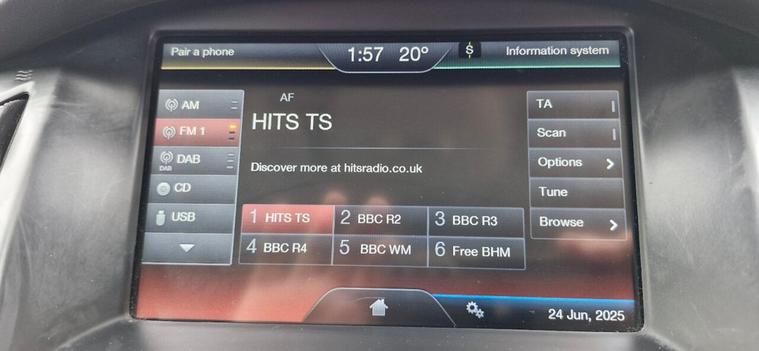 Pair a phone
1:57 20°
Information system
AM
FM 1
DAB
DAB
CD
USB
AF
HITS TS
Discover more at hitsradio.co.uk
1 HITS TS
2 BBC R2
3 BBC R3
4 BBC R4
5 BBC WM
6 Free BHM
TA
Scan
Options
Tune
Browse
24 Jun, 2025